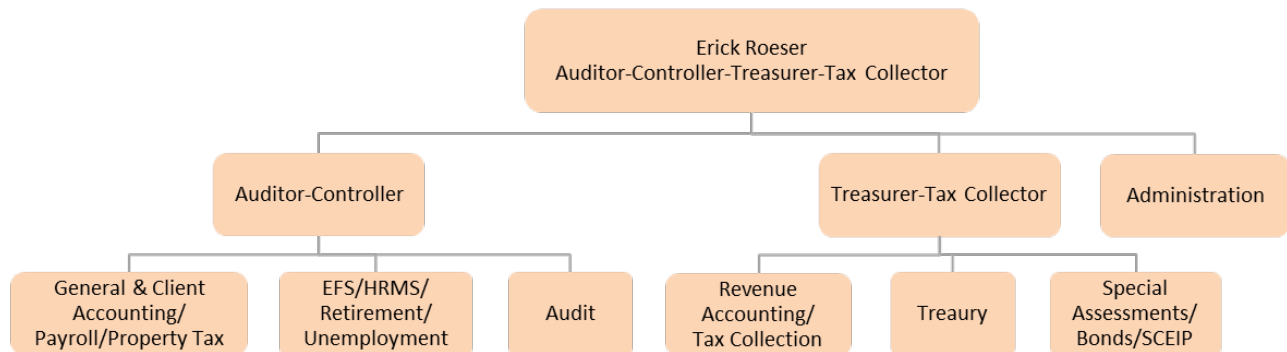 Erick Roeser
Auditor-Controller-Treasurer-Tax Collector
Auditor-Controller
Treasurer-Tax Collector
Administration
General & Client
Accounting/
Payroll/Property Tax
EFS/HRMS/
Retirement/
Unemployment
Audit
Revenue
Accounting/
Tax Collection
Treaury
Special
Assessments/
Bonds/SCEIP